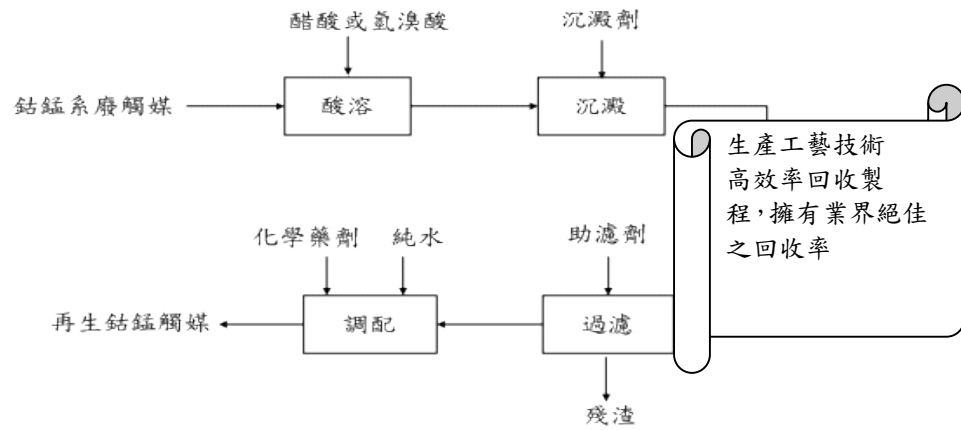 醋酸或氫溴酸
沉澱劑
鈷錳系廢觸媒
酸溶
沉澱
生產工藝技術
高效率回收製
程，擁有業界絕佳
之回收率
化學藥劑
純水
助濾劑
再生鈷錳觸媒
調配
過濾
殘渣